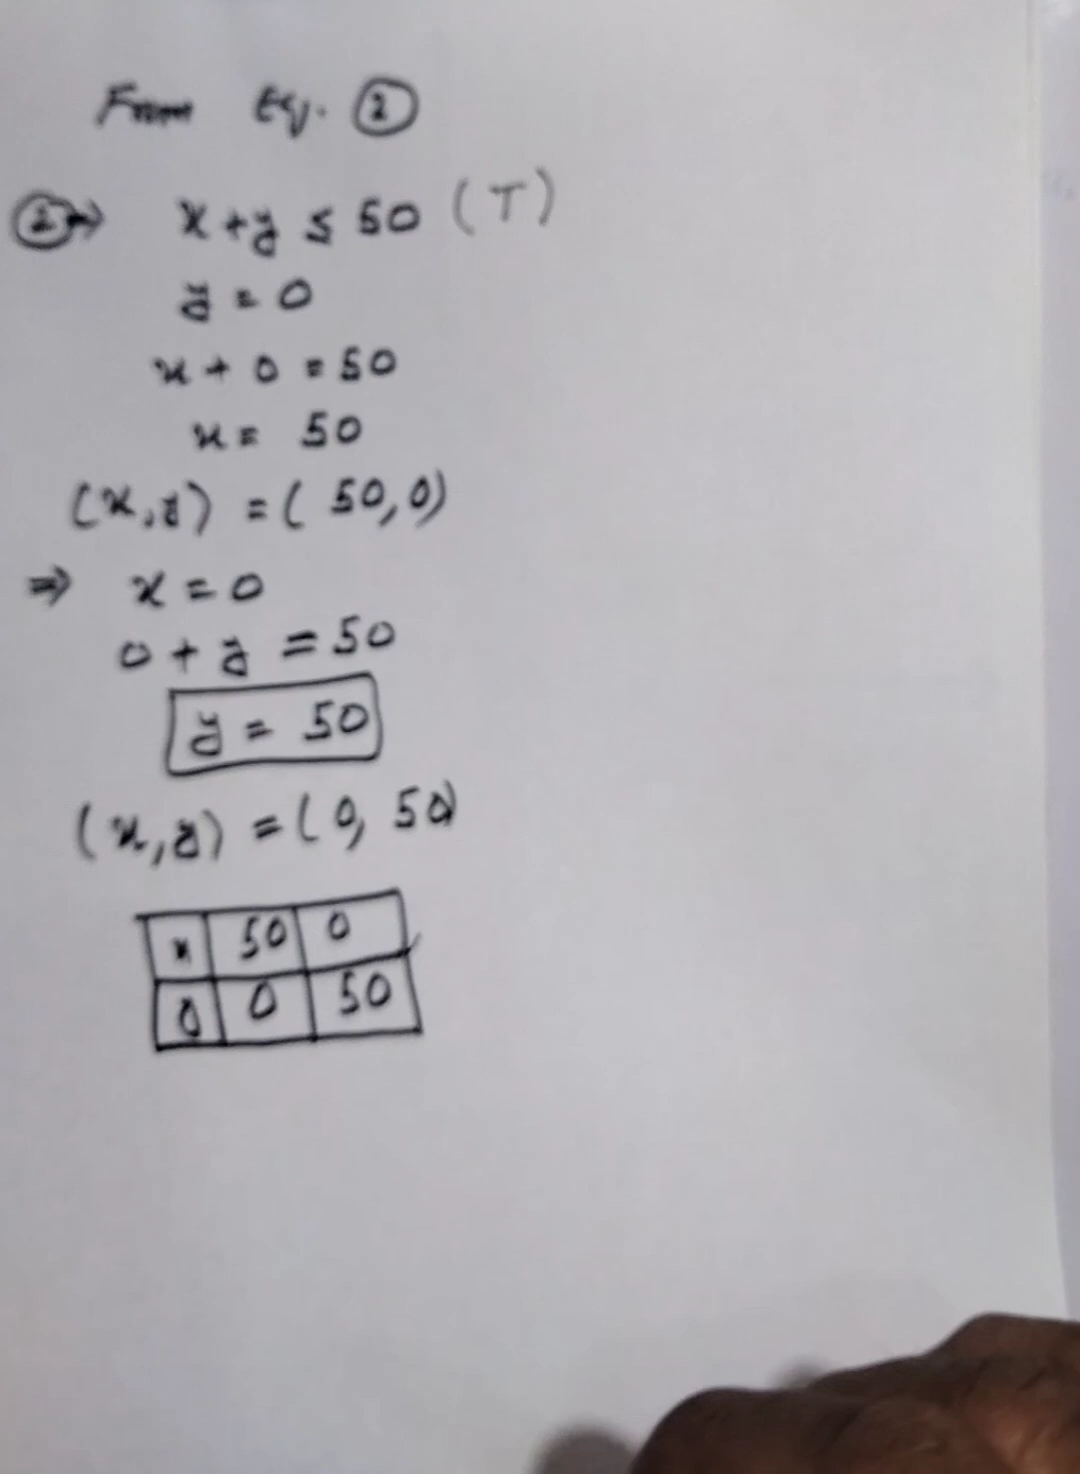 From Eq. ②
②⇒ x + y ≤ 50 (T)
y = 0
x + 0 = 50
x = 50
(x, y) = ( 50, 0)
⇒ x = 0
0 + y = 50
y = 50
(x, y) = (0, 50)
x 50 0
y 0 50